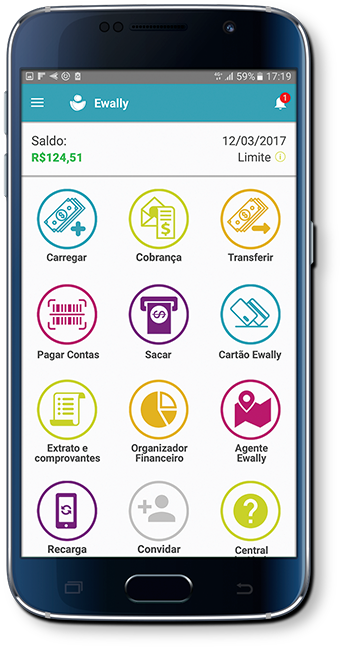 59% 17:19
Ewally
1
Saldo: 12/03/2017
R$124,51 Limite
Carregar Cobrança Transferir
Pagar Contas Sacar Cartão Ewally
Extrato e Organizador Agente
comprovantes Financeiro Ewally
Recarga Convidar Central